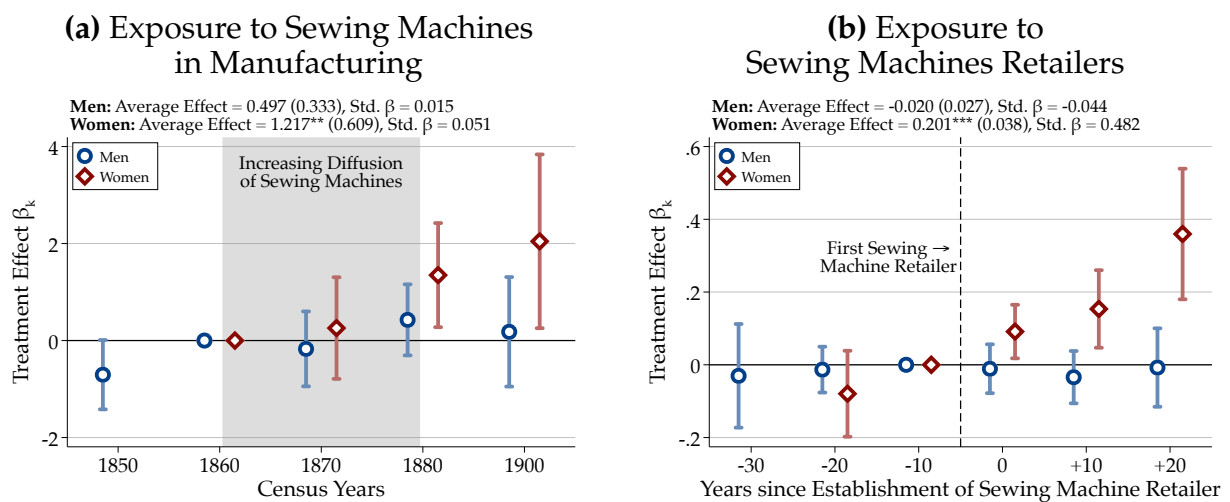 (a) Exposure to Sewing Machines
in Manufacturing
Men: Average Effect = 0.497 (0.333), Std. β = 0.015
Women: Average Effect = 1.217** (0.609), Std. β = 0.051
Men
Women
Increasing Diffusion
of Sewing Machines
Treatment Effect βk
4
2
0
-2
1850 1860 1870 1880 1900
Census Years
(b) Exposure to
Sewing Machines Retailers
Men: Average Effect = -0.020 (0.027), Std. β = -0.044
Women: Average Effect = 0.201*** (0.038), Std. β = 0.482
Men
Women
First Sewing →
Machine Retailer
Treatment Effect βk
.6
.4
.2
0
-.2
-30 -20 -10 0 +10 +20
Years since Establishment of Sewing Machine Retailer